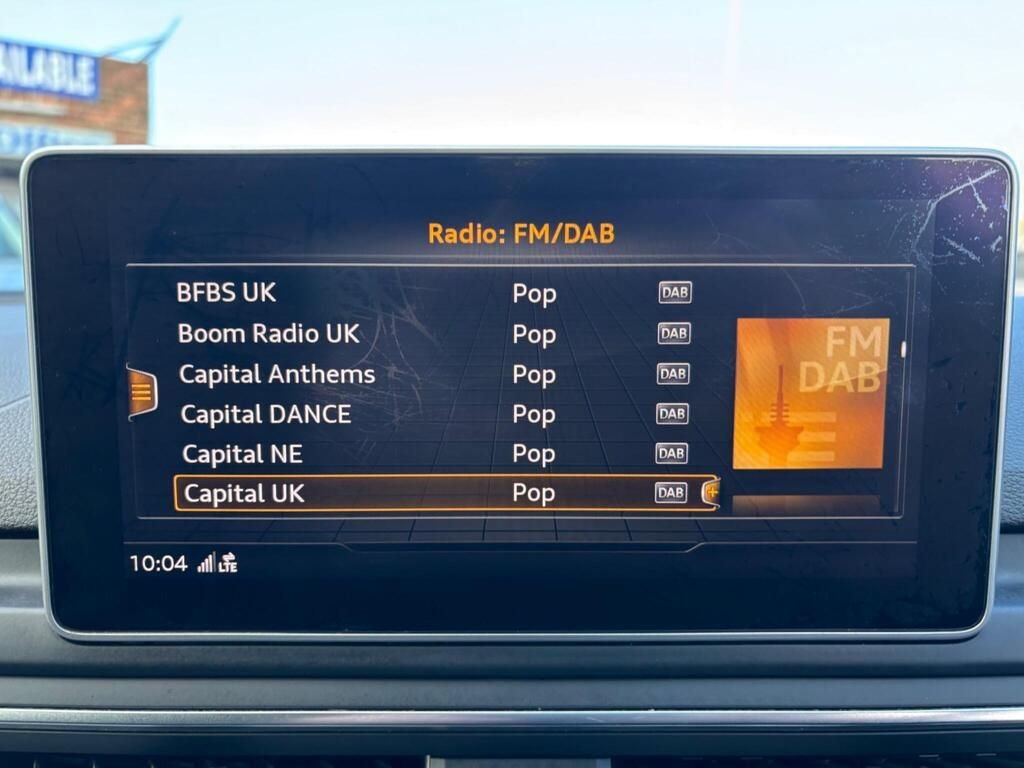 AILABLE
Radio: FM/DAB
BFBS UK Pop DAB
Boom Radio UK Pop DAB
Capital Anthems Pop DAB
Capital DANCE Pop DAB
Capital NE Pop DAB
Capital UK Pop DAB
FM
DAB
10:04 LTE